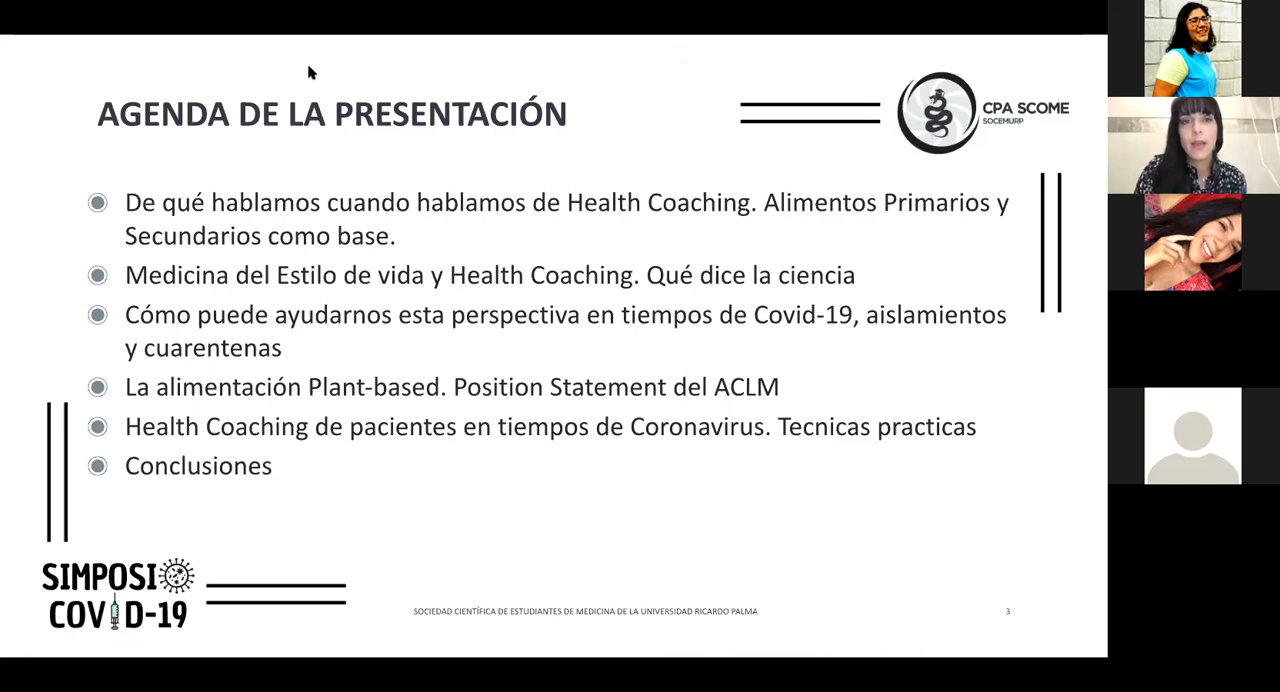 AGENDA DE LA PRESENTACIÓN
CPA SCOME
SOCEMURP
De qué hablamos cuando hablamos de Health Coaching. Alimentos Primarios y
Secundarios como base.
Medicina del Estilo de vida y Health Coaching. Qué dice la ciencia
Cómo puede ayudarnos esta perspectiva en tiempos de Covid-19, aislamientos
y cuarentenas
La alimentación Plant-based. Position Statement del ACLM
Health Coaching de pacientes en tiempos de Coronavirus. Tecnicas practicas
Conclusiones
SIMPOSIO
COVID-19
SOCIEDAD CIENTÍFICA DE ESTUDIANTES DE MEDICINA DE LA UNIVERSIDAD RICARDO PALMA
3